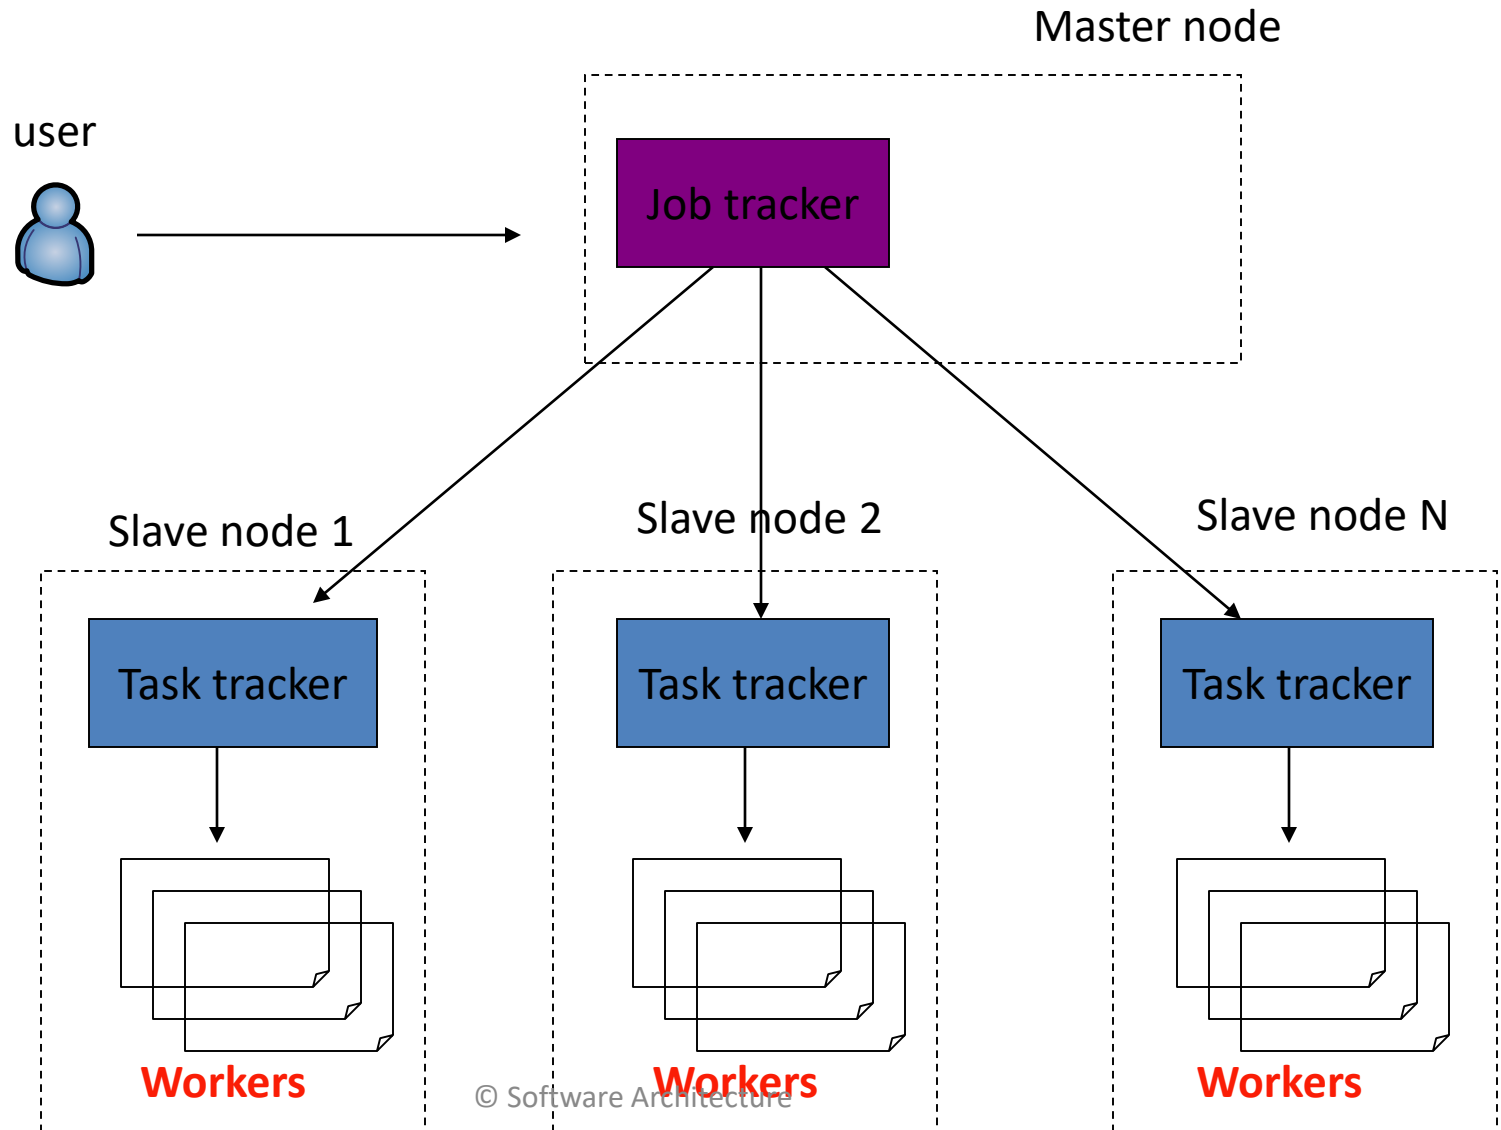 Master node
user
Job tracker
Slave node 1
Slave node 2
Slave node N
Task tracker
Task tracker
Task tracker
Workers
Workers
Workers
© Software Architecture